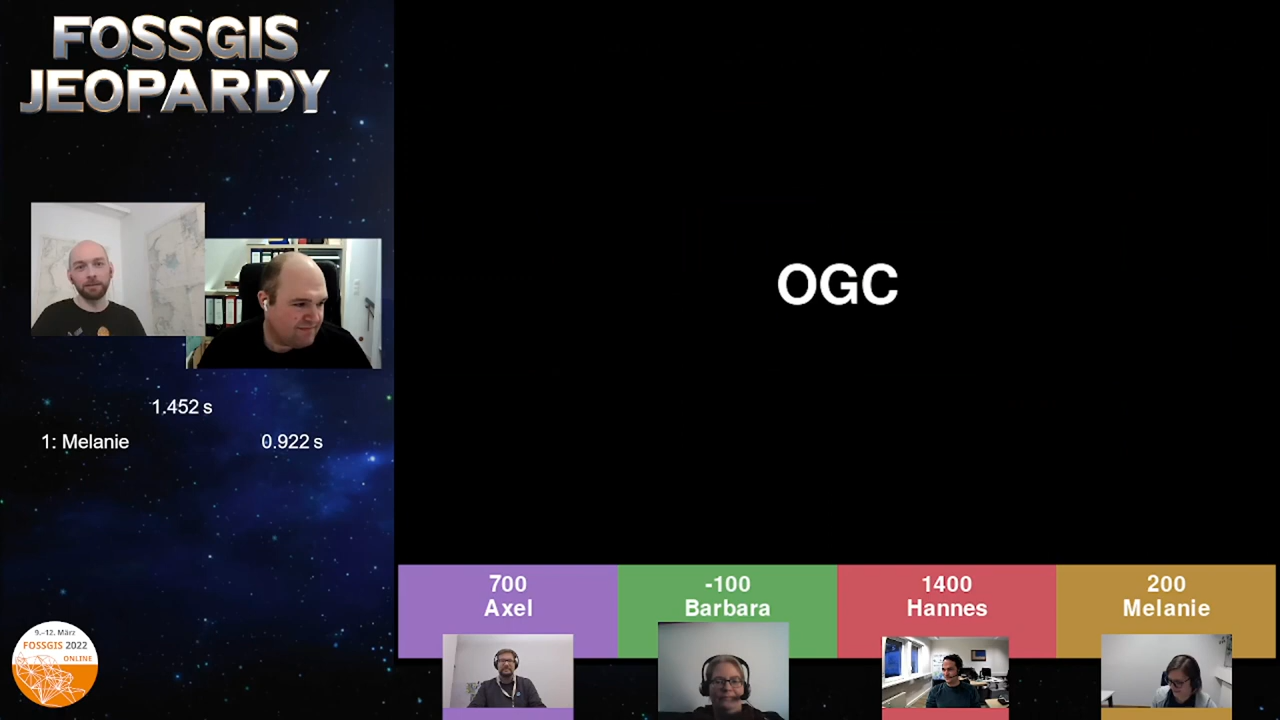 FOSSGIS
JEOPARDY
OGC
1.452 s
1: Melanie 0.922 s
700
Axel
-100
Barbara
1400
Hannes
200
Melanie
9.–12. März
FOSSGIS 2022
ONLINE